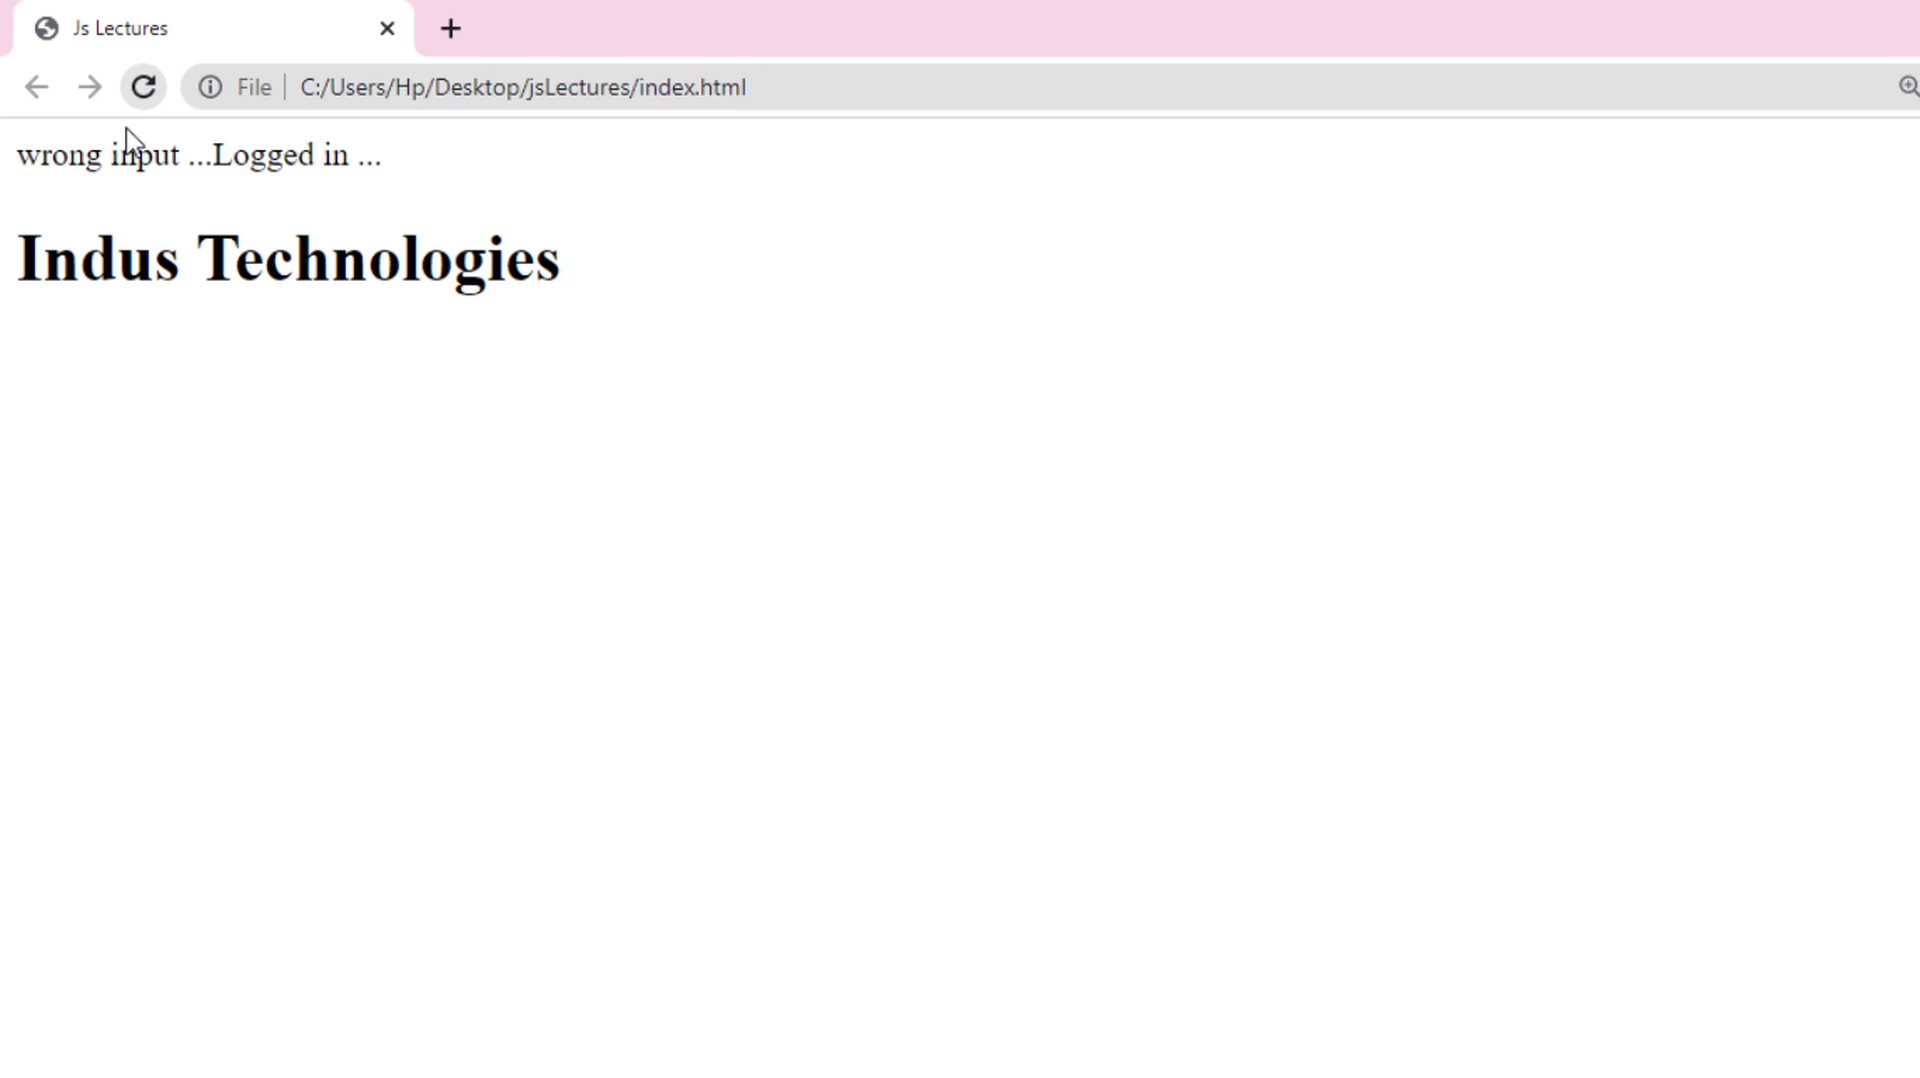 Js Lectures
File | C:/Users/Hp/Desktop/jsLectures/index.html
wrong input ...Logged in ...
Indus Technologies